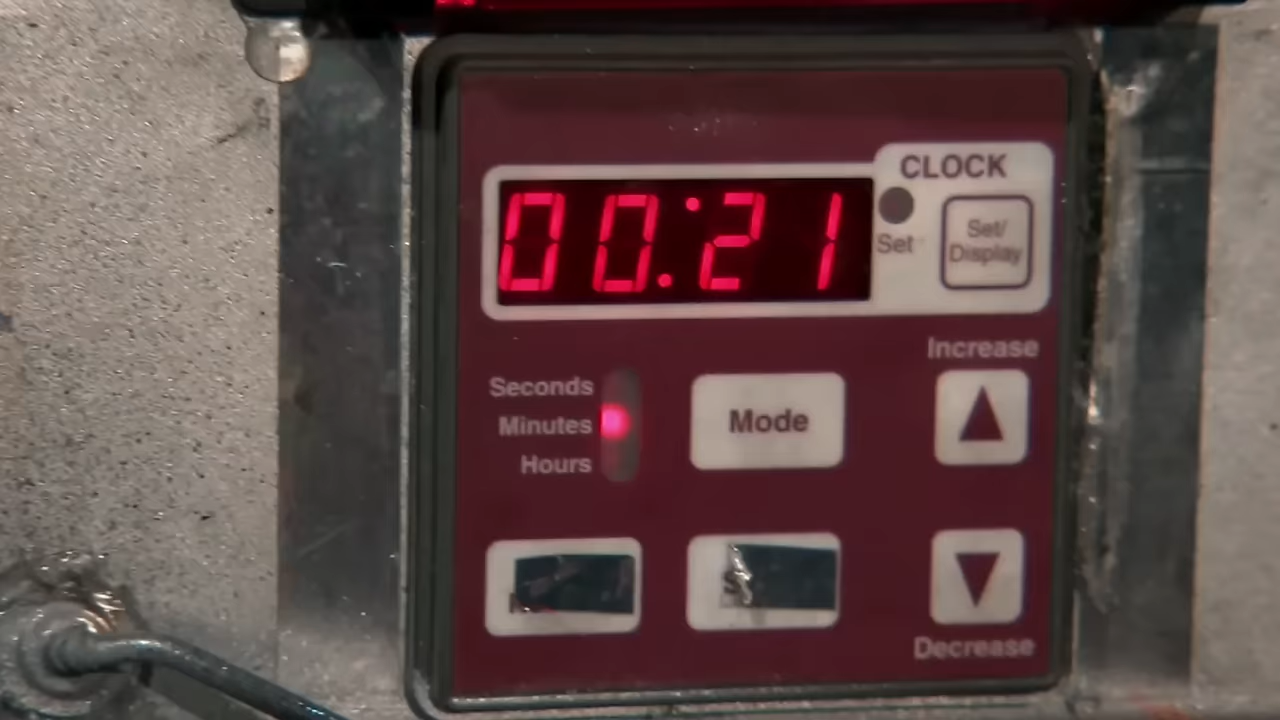 CLOCK
00:21
Set
Set/
Display
Increase
Seconds
Minutes
Hours
Mode
Decrease